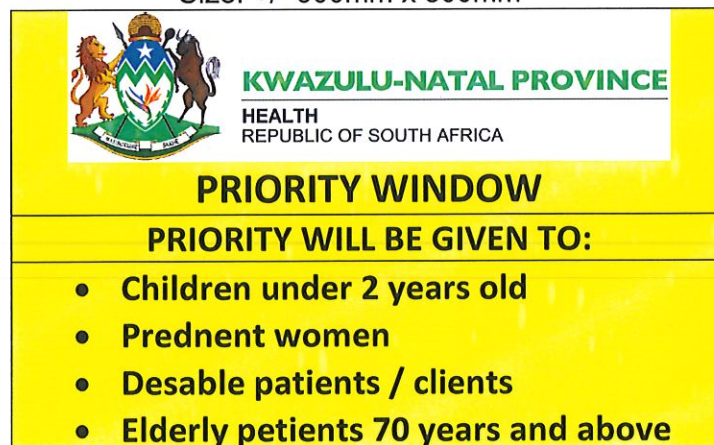 KWAZULU-NATAL PROVINCE
HEALTH
REPUBLIC OF SOUTH AFRICA
PRIORITY WINDOW
PRIORITY WILL BE GIVEN TO:
• Children under 2 years old
• Prednent women
• Desable patients / clients
• Elderly petients 70 years and above